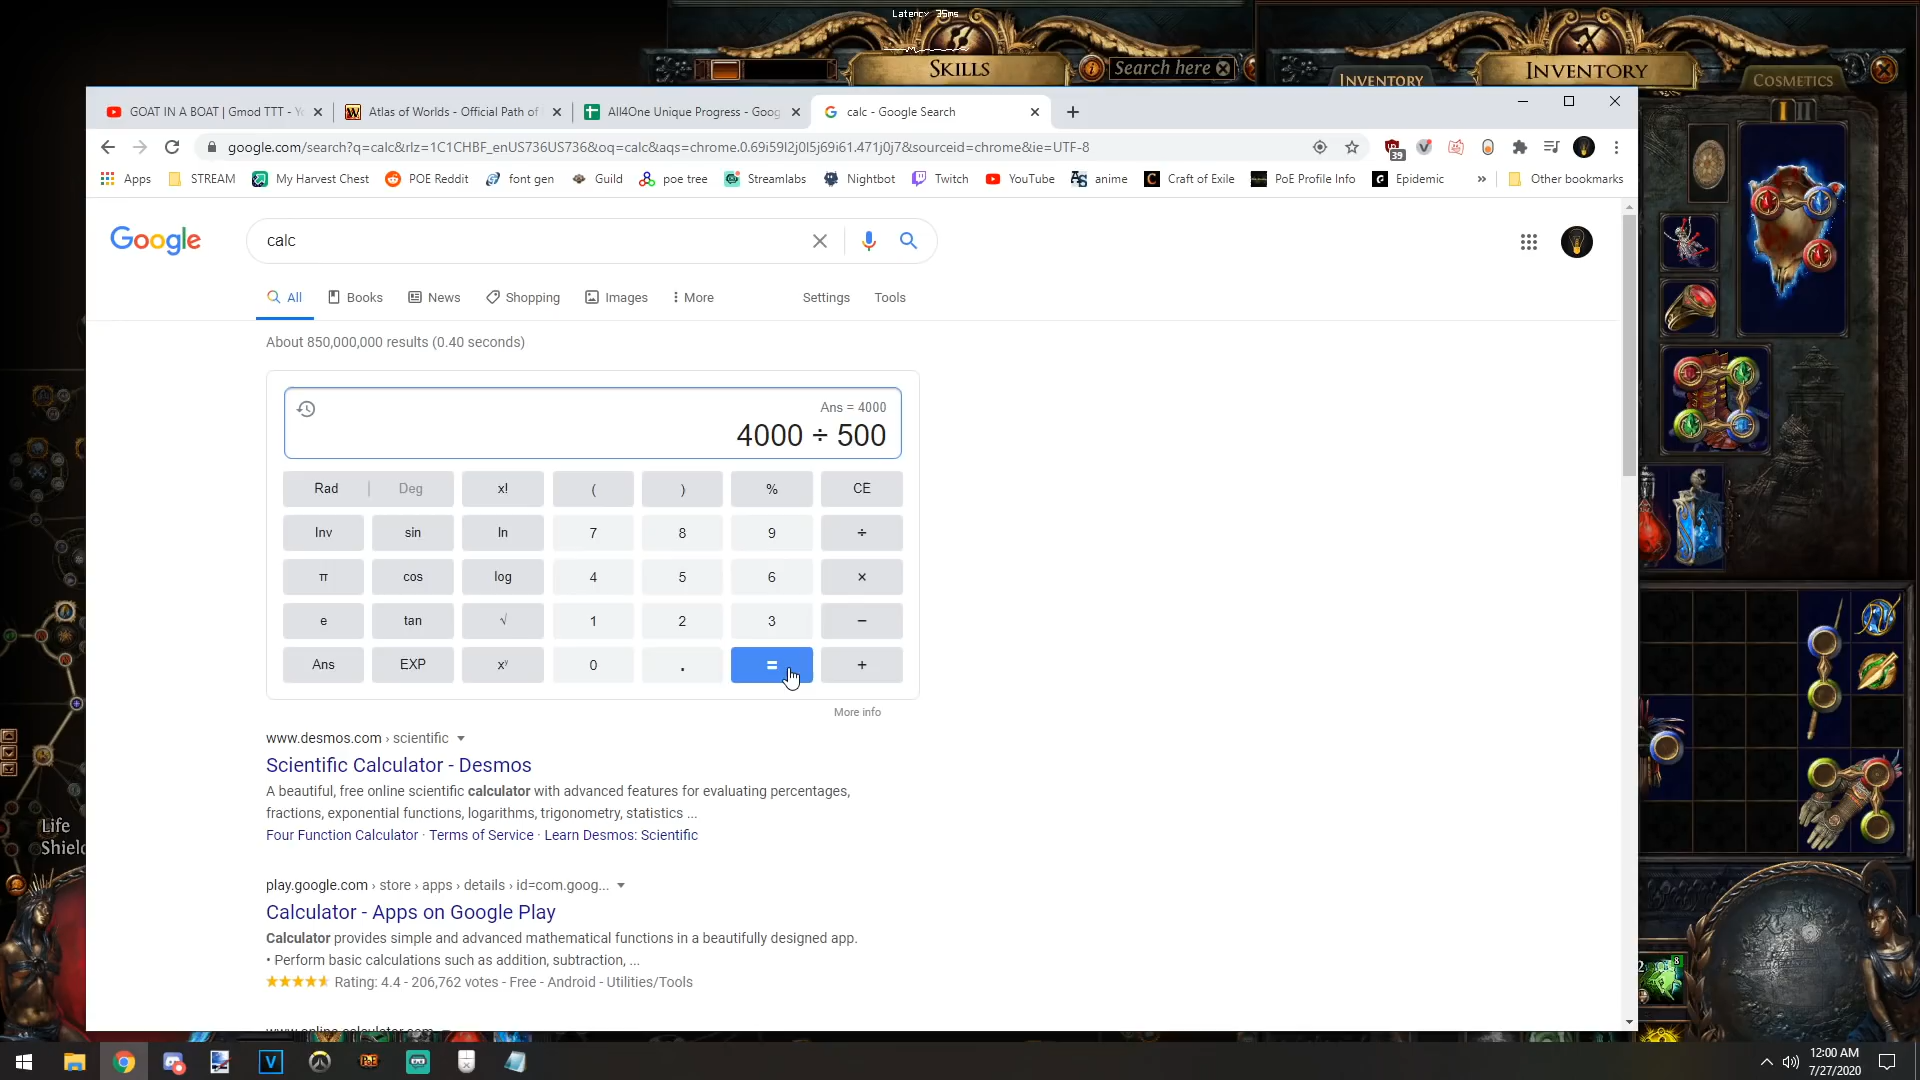 Latency 35ms
SKILLS
Search here
INVENTORY
INVENTORY
COSMETICS
GOAT IN A BOAT | Gmod TTT - Yo
Atlas of Worlds - Official Path of
All4One Unique Progress - Goog
calc - Google Search
google.com/search?q=calc&rlz=1C1CHBF_enUS736US736&oq=calc&aqs=chrome.0.69i59l2j0l5j69i61.471j0j7&sourceid=chrome&ie=UTF-8
39
Apps
STREAM
My Harvest Chest
POE Reddit
font gen
Guild
poe tree
Streamlabs
Nightbot
Twitch
YouTube
anime
Craft of Exile
PoE Profile Info
Epidemic
»
Other bookmarks
Google
calc
All
Books
News
Shopping
Images
More
Settings
Tools
About 850,000,000 results (0.40 seconds)
Ans = 4000
4000 ÷ 500
Rad | Deg x! ( ) % CE
Inv sin ln 7 8 9 ÷
π cos log 4 5 6 ×
e tan √ 1 2 3 −
Ans EXP xʸ 0 . = +
More info
www.desmos.com › scientific
Scientific Calculator - Desmos
A beautiful, free online scientific calculator with advanced features for evaluating percentages,
fractions, exponential functions, logarithms, trigonometry, statistics ...
Four Function Calculator · Terms of Service · Learn Desmos: Scientific
play.google.com › store › apps › details › id=com.goog...
Calculator - Apps on Google Play
Calculator provides simple and advanced mathematical functions in a beautifully designed app.
• Perform basic calculations such as addition, subtraction, ...
Rating: 4.4 - 206,762 votes - Free - Android - Utilities/Tools
www.online-calculator.com
Life
Shield
PoE
12:00 AM
7/27/2020